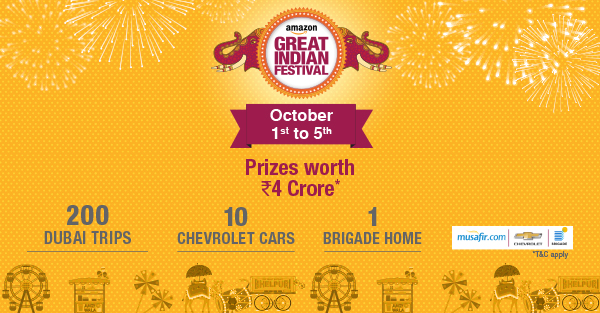 amazon
GREAT
INDIAN
FESTIVAL
October
1st to 5th
Prizes worth
₹4 Crore*
200
DUBAI TRIPS
10
CHEVROLET CARS
1
BRIGADE HOME
musafir.com
CHEVROLET
BRIGADE
*T&C apply
BHELPURI